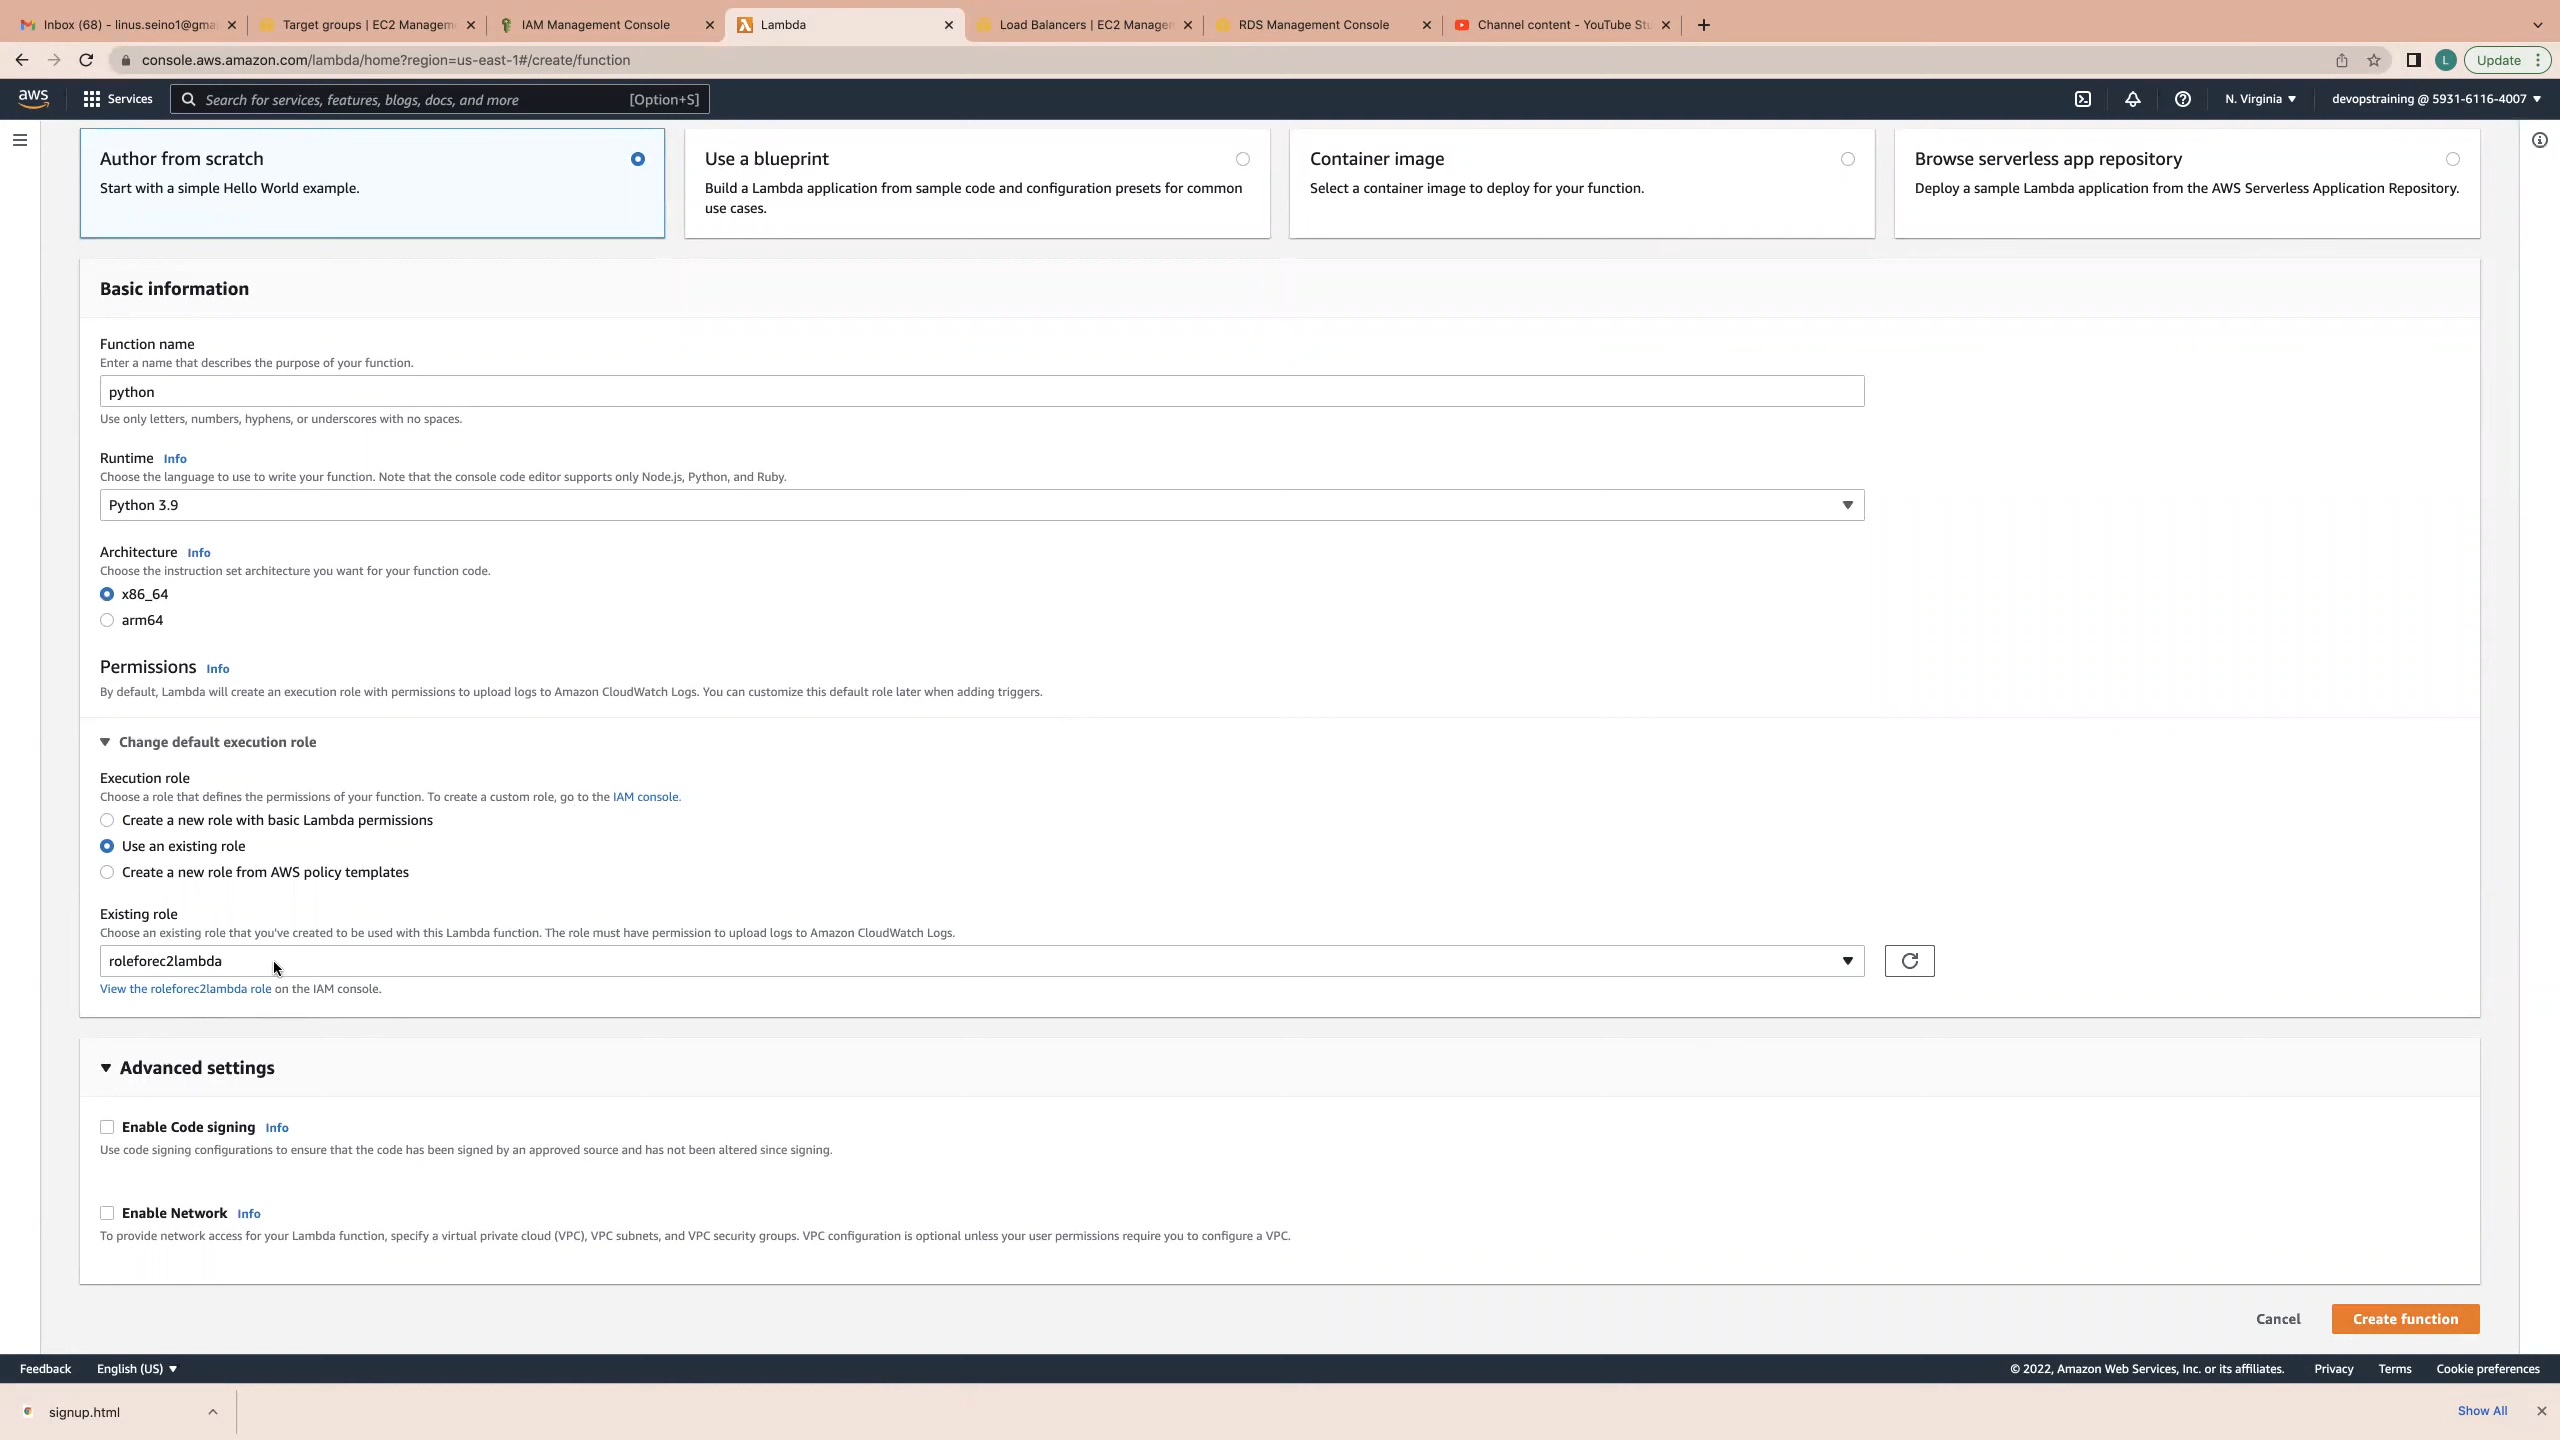 Inbox (68) - linus.seino1@gma
Target groups | EC2 Managem
IAM Management Console
Lambda
Load Balancers | EC2 Managem
RDS Management Console
Channel content - YouTube Stu
console.aws.amazon.com/lambda/home?region=us-east-1#/create/function
L
Update
aws
Services
Search for services, features, blogs, docs, and more
[Option+S]
N. Virginia
devopstraining @ 5931-6116-4007
Author from scratch
Start with a simple Hello World example.
Use a blueprint
Build a Lambda application from sample code and configuration presets for common
use cases.
Container image
Select a container image to deploy for your function.
Browse serverless app repository
Deploy a sample Lambda application from the AWS Serverless Application Repository.
Basic information
Function name
Enter a name that describes the purpose of your function.
python
Use only letters, numbers, hyphens, or underscores with no spaces.
Runtime Info
Choose the language to use to write your function. Note that the console code editor supports only Node.js, Python, and Ruby.
Python 3.9
Architecture Info
Choose the instruction set architecture you want for your function code.
x86_64
arm64
Permissions Info
By default, Lambda will create an execution role with permissions to upload logs to Amazon CloudWatch Logs. You can customize this default role later when adding triggers.
Change default execution role
Execution role
Choose a role that defines the permissions of your function. To create a custom role, go to the IAM console.
Create a new role with basic Lambda permissions
Use an existing role
Create a new role from AWS policy templates
Existing role
Choose an existing role that you've created to be used with this Lambda function. The role must have permission to upload logs to Amazon CloudWatch Logs.
roleforec2lambda
View the roleforec2lambda role on the IAM console.
Advanced settings
Enable Code signing Info
Use code signing configurations to ensure that the code has been signed by an approved source and has not been altered since signing.
Enable Network Info
To provide network access for your Lambda function, specify a virtual private cloud (VPC), VPC subnets, and VPC security groups. VPC configuration is optional unless your user permissions require you to configure a VPC.
Cancel
Create function
Feedback
English (US)
© 2022, Amazon Web Services, Inc. or its affiliates.
Privacy
Terms
Cookie preferences
signup.html
Show All